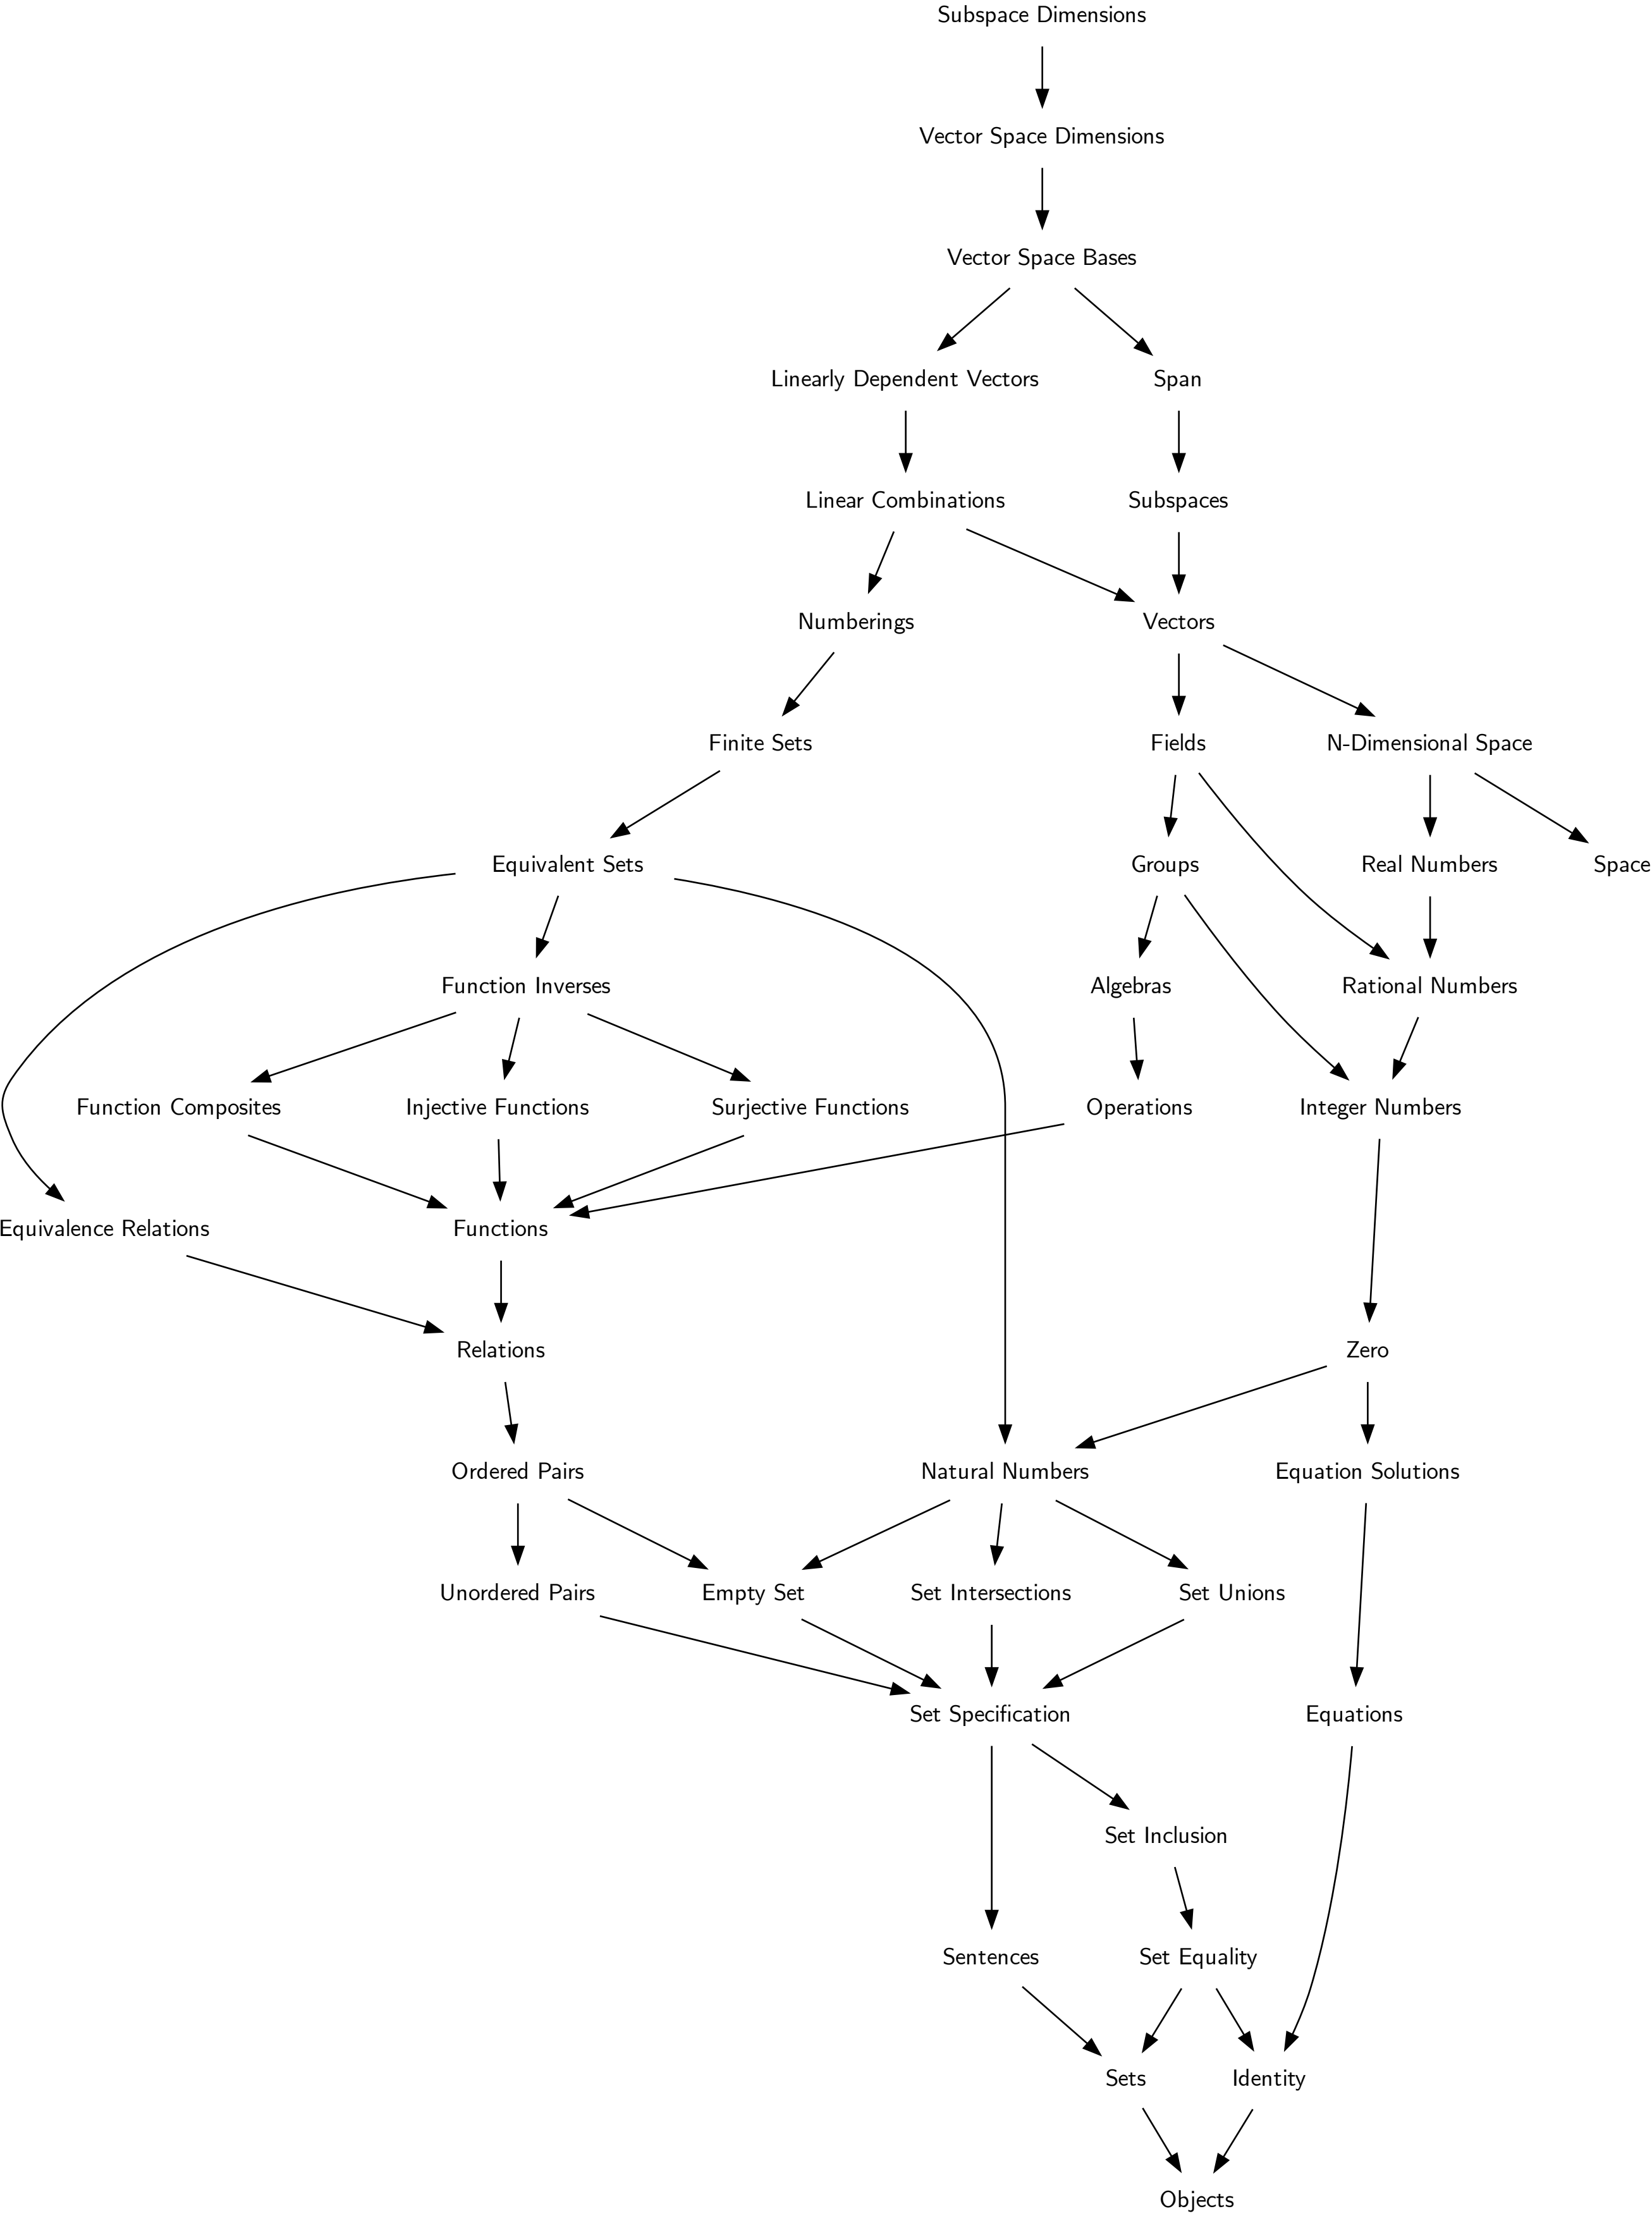 Subspace Dimensions
Vector Space Dimensions
Vector Space Bases
Linearly Dependent Vectors
Span
Linear Combinations
Subspaces
Numberings
Vectors
Finite Sets
Fields
N-Dimensional Space
Equivalent Sets
Groups
Real Numbers
Space
Function Inverses
Algebras
Rational Numbers
Function Composites
Injective Functions
Surjective Functions
Operations
Integer Numbers
Equivalence Relations
Functions
Relations
Zero
Ordered Pairs
Natural Numbers
Equation Solutions
Unordered Pairs
Empty Set
Set Intersections
Set Unions
Set Specification
Equations
Set Inclusion
Sentences
Set Equality
Sets
Identity
Objects